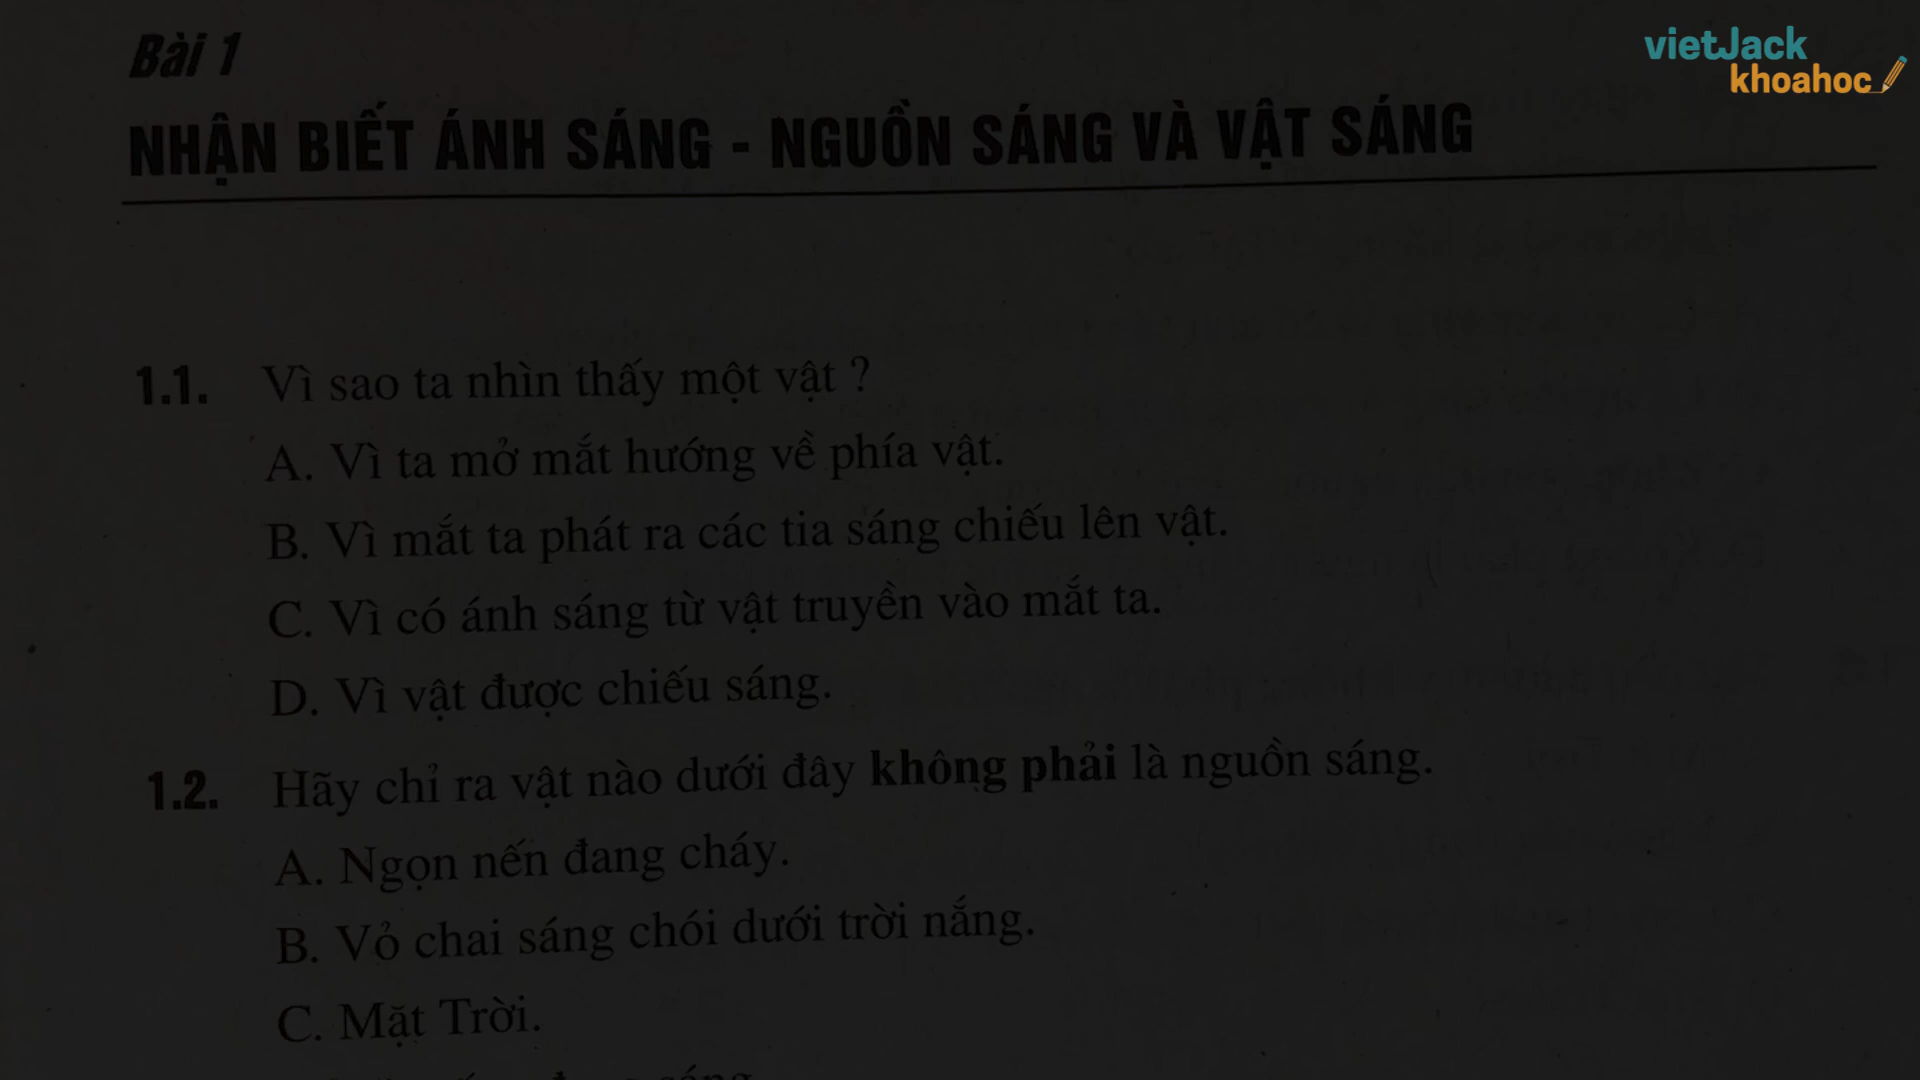 Bài 1
vietJack
khoahoc
NHẬN BIẾT ÁNH SÁNG - NGUỒN SÁNG VÀ VẬT SÁNG
1.1. Vì sao ta nhìn thấy một vật ?
A. Vì ta mở mắt hướng về phía vật.
B. Vì mắt ta phát ra các tia sáng chiếu lên vật.
C. Vì có ánh sáng từ vật truyền vào mắt ta.
D. Vì vật được chiếu sáng.
1.2. Hãy chỉ ra vật nào dưới đây không phải là nguồn sáng.
A. Ngọn nến đang cháy.
B. Vỏ chai sáng chói dưới trời nắng.
C. Mặt Trời.